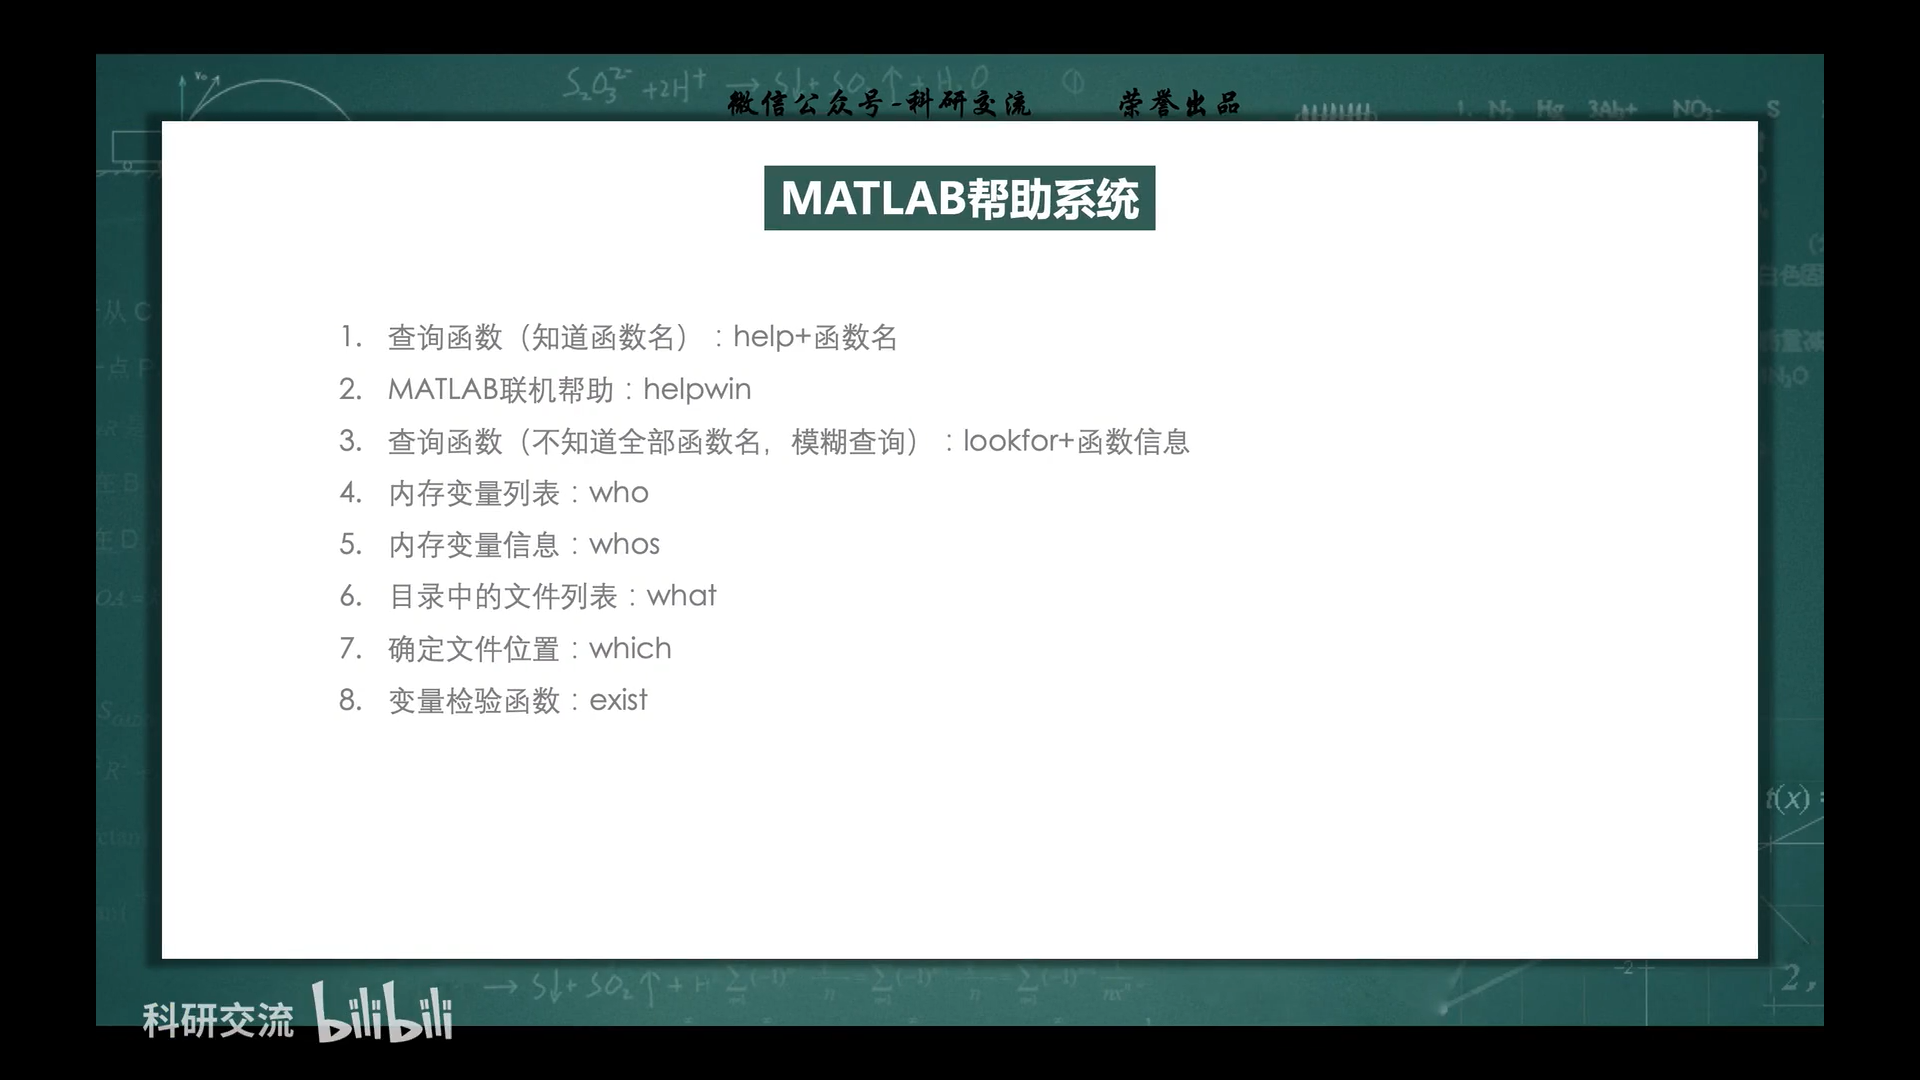 微信公众号-科研交流 荣誉出品
MATLAB帮助系统
1. 查询函数（知道函数名）：help+函数名
2. MATLAB联机帮助：helpwin
3. 查询函数（不知道全部函数名，模糊查询）：lookfor+函数信息
4. 内存变量列表：who
5. 内存变量信息：whos
6. 目录中的文件列表：what
7. 确定文件位置：which
8. 变量检验函数：exist
科研交流 bilibili